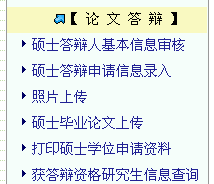 【 论 文 答 辩 】
硕士答辩人基本信息审核
硕士答辩申请信息录入
照片上传
硕士毕业论文上传
打印硕士学位申请资料
获答辩资格研究生信息查询